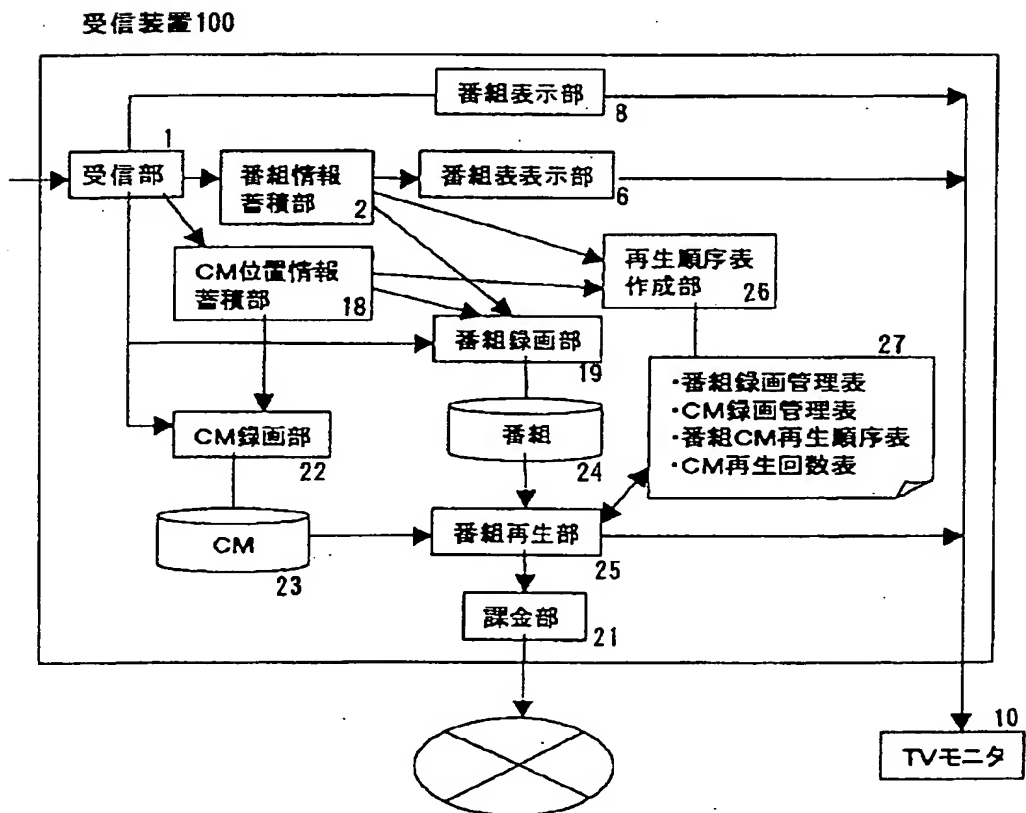 受信装置100
番組表示部
8
1
受信部
番組情報
蓄積部
2
番組表表示部
6
CM位置情報
蓄積部
18
再生順序表
作成部
26
番組録画部
19
27
・番組録画管理表
・CM録画管理表
・番組CM再生順序表
・CM再生回数表
CM録画部
22
番組
24
CM
23
番組再生部
25
課金部
21
10
TVモニタ